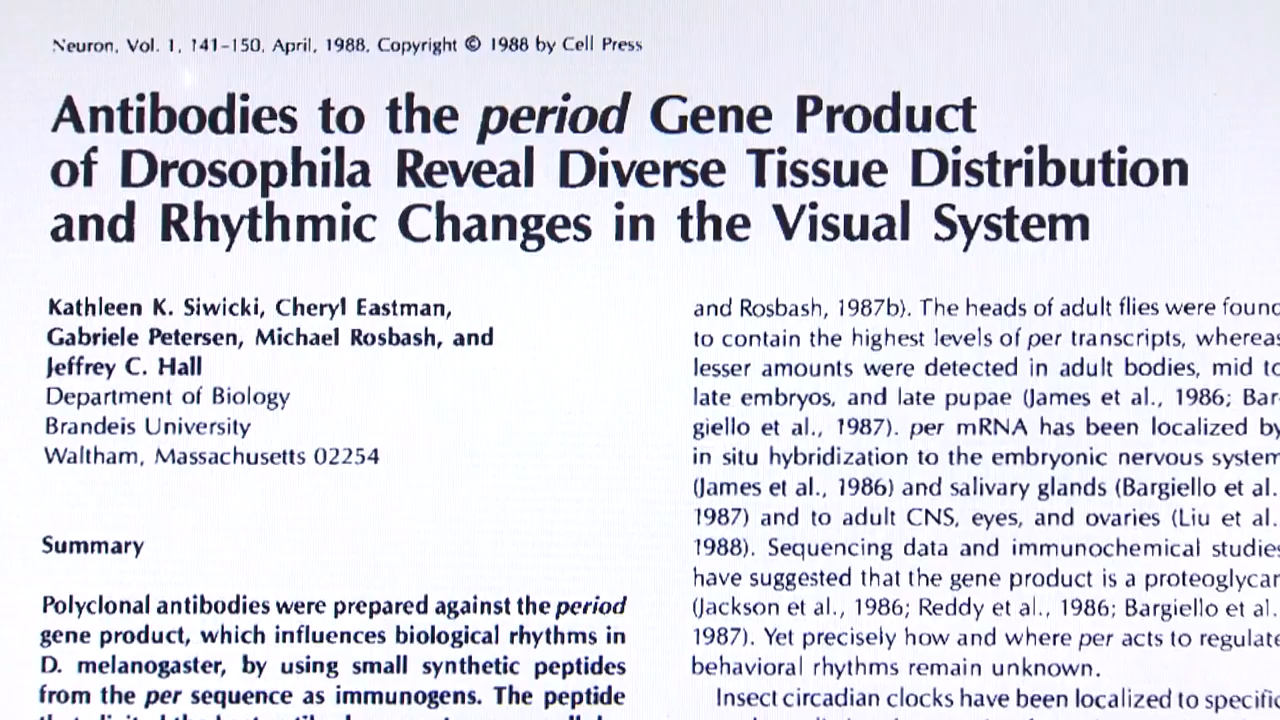 Neuron, Vol. 1, 141–150, April, 1988, Copyright © 1988 by Cell Press
Antibodies to the period Gene Product
of Drosophila Reveal Diverse Tissue Distribution
and Rhythmic Changes in the Visual System
Kathleen K. Siwicki, Cheryl Eastman,
Gabriele Petersen, Michael Rosbash, and
Jeffrey C. Hall
Department of Biology
Brandeis University
Waltham, Massachusetts 02254
Summary
Polyclonal antibodies were prepared against the period
gene product, which influences biological rhythms in
D. melanogaster, by using small synthetic peptides
from the per sequence as immunogens. The peptide
and Rosbash, 1987b). The heads of adult flies were found
to contain the highest levels of per transcripts, whereas
lesser amounts were detected in adult bodies, mid to
late embryos, and late pupae (James et al., 1986; Bar-
giello et al., 1987). per mRNA has been localized by
in situ hybridization to the embryonic nervous system
(James et al., 1986) and salivary glands (Bargiello et al.
1987) and to adult CNS, eyes, and ovaries (Liu et al.
1988). Sequencing data and immunochemical studies
have suggested that the gene product is a proteoglycan
(Jackson et al., 1986; Reddy et al., 1986; Bargiello et al.
1987). Yet precisely how and where per acts to regulate
behavioral rhythms remain unknown.
Insect circadian clocks have been localized to specific